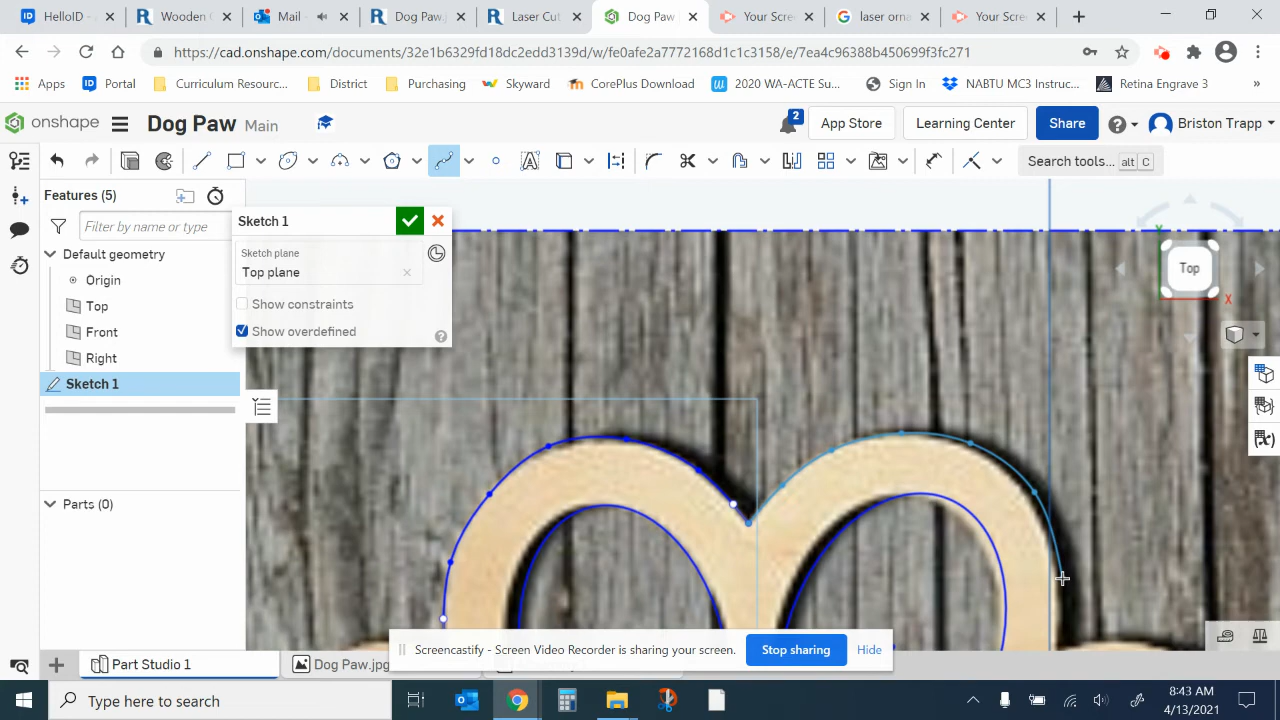 HelloID -
Wooden
Mail -
Dog Paw.j
Laser Cut
Dog Paw
Your Scre
laser orna
Your Scre
https://cad.onshape.com/documents/32e1b6329fd18dc2edd3139d/w/fe0afe2a7772168d1c1c3158/e/7ea4c96388b450699f3fc271
Apps
Portal
Curriculum Resourc...
District
Purchasing
Skyward
CorePlus Download
2020 WA-ACTE Su...
Sign In
NABTU MC3 Instruc...
Retina Engrave 3
»
onshape
Dog Paw Main
2
App Store
Learning Center
Share
Briston Trapp
Search tools... alt C
Features (5)
Filter by name or type
Default geometry
Origin
Top
Front
Right
Sketch 1
Parts (0)
Sketch 1
Sketch plane
Top plane
Show constraints
Show overdefined
Y
Top
X
Screencastify - Screen Video Recorder is sharing your screen.
Stop sharing
Hide
Part Studio 1
Dog Paw.jpg
Type here to search
8:43 AM
4/13/2021